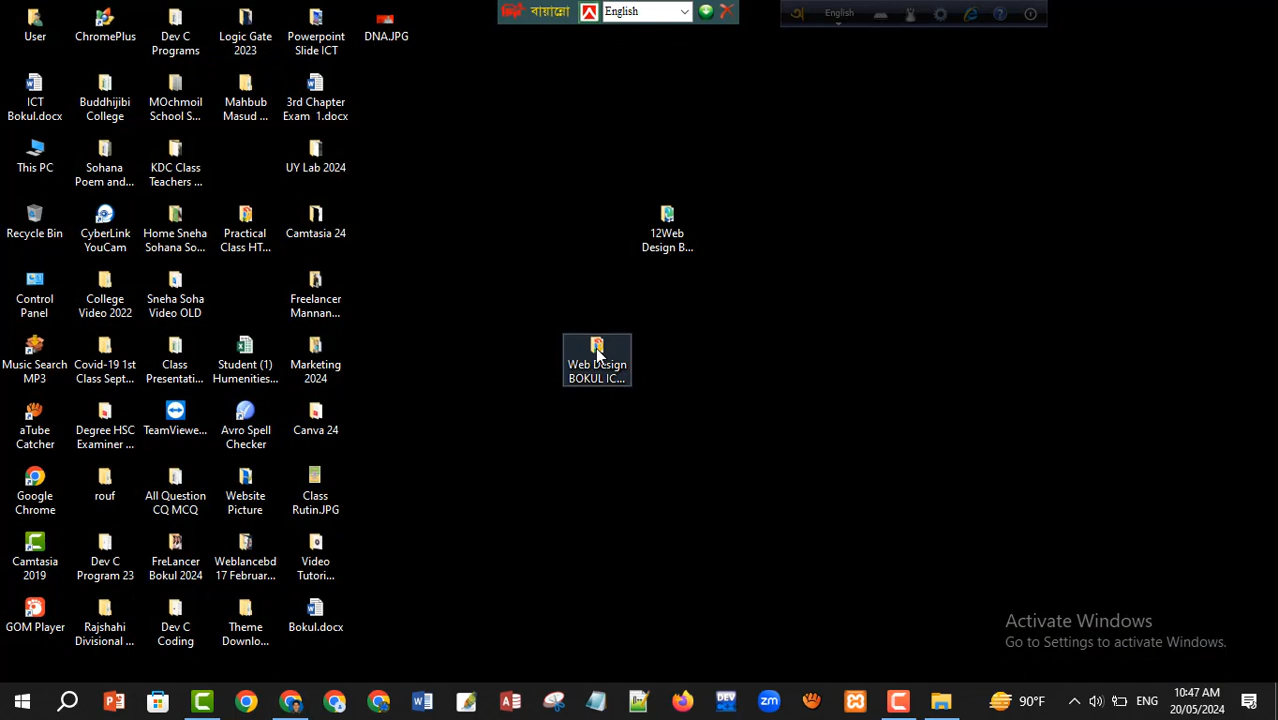 বায়ান্নো
English
English
User
ChromePlus
Dev C
Programs
Logic Gate
2023
Powerpoint
Slide ICT
DNA.JPG
ICT
Bokul.docx
Buddhijibi
College
MOchmoil
School S...
Mahbub
Masud ...
3rd Chapter
Exam 1.docx
This PC
Sohana
Poem and...
KDC Class
Teachers ...
UY Lab 2024
Recycle Bin
CyberLink
YouCam
Home Sneha
Sohana So...
Practical
Class HT...
Camtasia 24
12Web
Design B...
Control
Panel
College
Video 2022
Sneha Soha
Video OLD
Freelancer
Mannan...
Music Search
MP3
Covid-19 1st
Class Sept...
Class
Presentati...
Student (1)
Humenities...
Marketing
2024
Web Design
BOKUL IC...
aTube
Catcher
Degree HSC
Examiner ...
TeamViewe...
Avro Spell
Checker
Canva 24
Google
Chrome
rouf
All Question
CQ MCQ
Website
Picture
Class
Rutin.JPG
Camtasia
2019
Dev C
Program 23
FreLancer
Bokul 2024
Weblancebd
17 Februar...
Video
Tutori...
GOM Player
Rajshahi
Divisional ...
Dev C
Coding
Theme
Downlo...
Bokul.docx
Activate Windows
Go to Settings to activate Windows.
DEV
zm
90°F
ENG
10:47 AM
20/05/2024